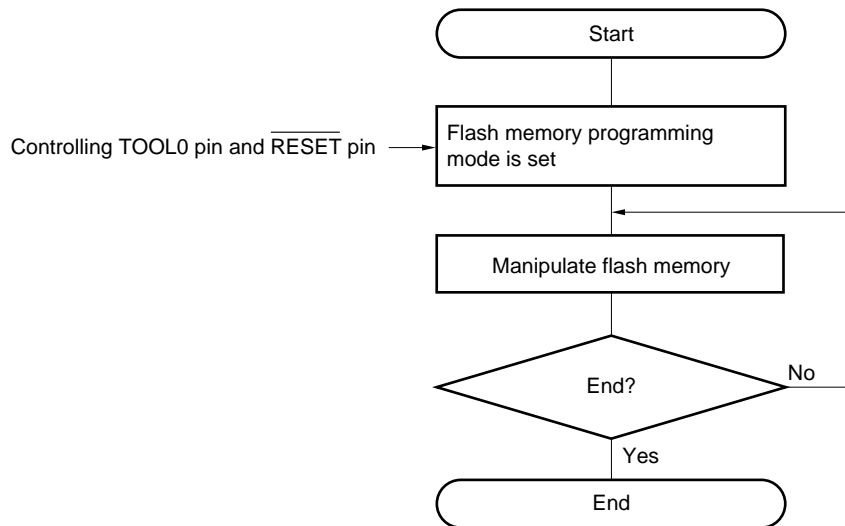 Start
Controlling TOOL0 pin and RESET pin
Flash memory programming
mode is set
Manipulate flash memory
End?
No
Yes
End